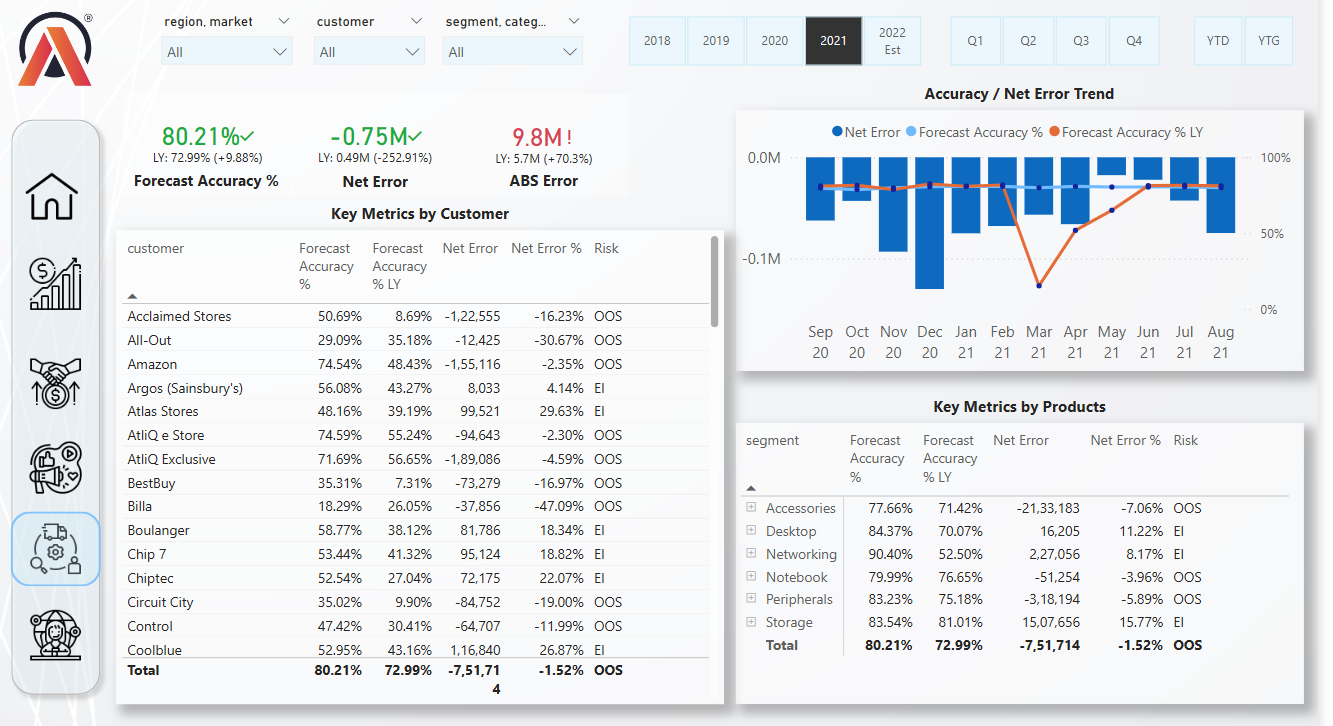 ®
region, market
customer
segment, categ...
All
All
All
2018
2019
2020
2021
2022
Est
Q1
Q2
Q3
Q4
YTD
YTG
80.21%
LY: 72.99% (+9.88%)
Forecast Accuracy %
-0.75M
LY: 0.49M (-252.91%)
Net Error
9.8M !
LY: 5.7M (+70.3%)
ABS Error
Accuracy / Net Error Trend
Net Error Forecast Accuracy % Forecast Accuracy % LY
0.0M
-0.1M
100%
50%
0%
Sep Oct Nov Dec Jan Feb Mar Apr May Jun Jul Aug
20 20 20 20 21 21 21 21 21 21 21 21
Key Metrics by Customer
customer Forecast Forecast Net Error Net Error % Risk
Accuracy Accuracy
% % LY
Acclaimed Stores 50.69% 8.69% -1,22,555 -16.23% OOS
All-Out 29.09% 35.18% -12,425 -30.67% OOS
Amazon 74.54% 48.43% -1,55,116 -2.35% OOS
Argos (Sainsbury's) 56.08% 43.27% 8,033 4.14% EI
Atlas Stores 48.16% 39.19% 99,521 29.63% EI
AtliQ e Store 74.59% 55.24% -94,643 -2.30% OOS
AtliQ Exclusive 71.69% 56.65% -1,89,086 -4.59% OOS
BestBuy 35.31% 7.31% -73,279 -16.97% OOS
Billa 18.29% 26.05% -37,856 -47.09% OOS
Boulanger 58.77% 38.12% 81,786 18.34% EI
Chip 7 53.44% 41.32% 95,124 18.82% EI
Chiptec 52.54% 27.04% 72,175 22.07% EI
Circuit City 35.02% 9.90% -84,752 -19.00% OOS
Control 47.42% 30.41% -64,707 -11.99% OOS
Coolblue 52.95% 43.16% 1,16,840 26.87% EI
Total 80.21% 72.99% -7,51,71 -1.52% OOS
4
Key Metrics by Products
segment Forecast Forecast Net Error Net Error % Risk
Accuracy Accuracy
% % LY
Accessories 77.66% 71.42% -21,33,183 -7.06% OOS
Desktop 84.37% 70.07% 16,205 11.22% EI
Networking 90.40% 52.50% 2,27,056 8.17% EI
Notebook 79.99% 76.65% -51,254 -3.96% OOS
Peripherals 83.23% 75.18% -3,18,194 -5.89% OOS
Storage 83.54% 81.01% 15,07,656 15.77% EI
Total 80.21% 72.99% -7,51,714 -1.52% OOS